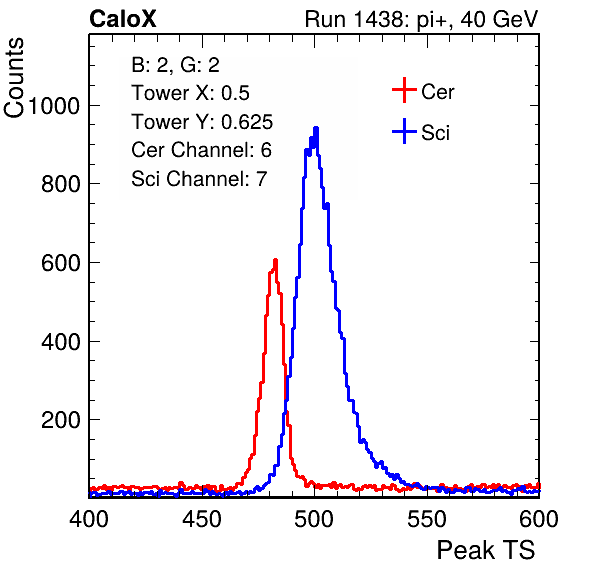 CaloX
Run 1438: pi+, 40 GeV
Counts
B: 2, G: 2
Tower X: 0.5
Tower Y: 0.625
Cer Channel: 6
Sci Channel: 7
Cer
Sci
1000
800
600
400
200
400 450 500 550 600
Peak TS